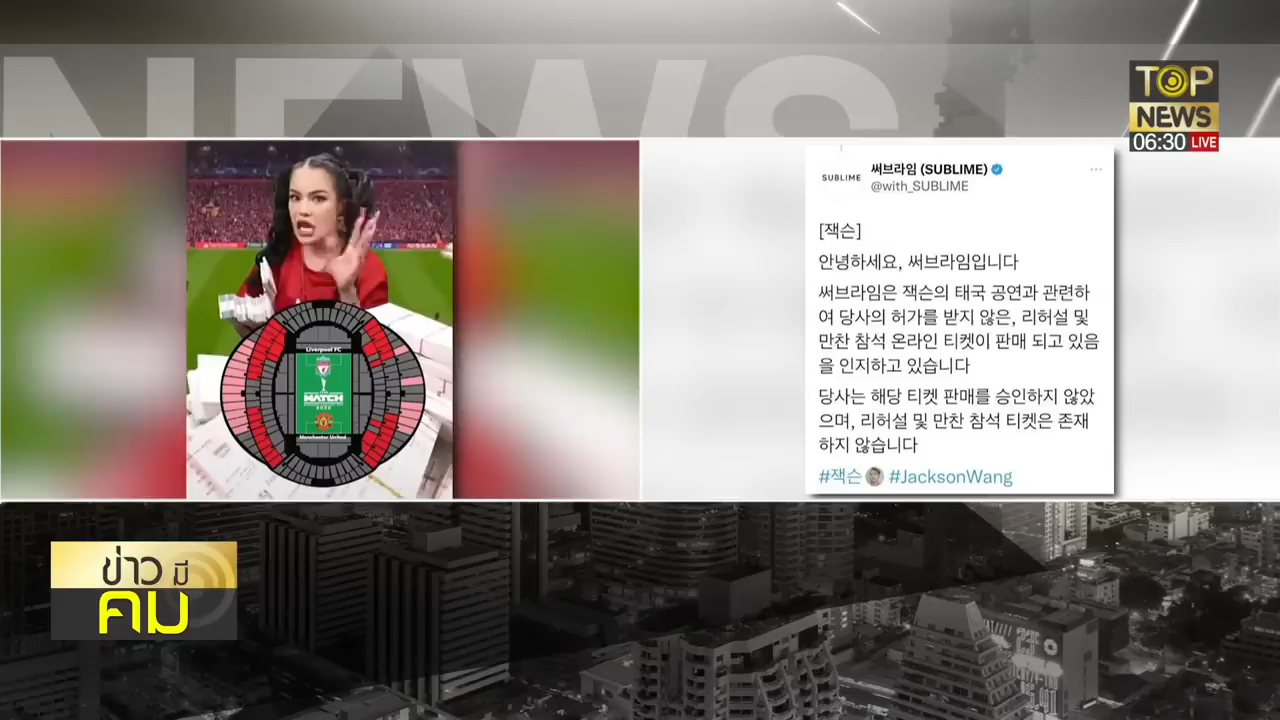 NEWS
TOP
NEWS
06:30 LIVE
NISSAN
Liverpool FC
THE MATCH
Manchester United
SUBLIME
써브라임 (SUBLIME)
@with_SUBLIME
[잭슨]
안녕하세요, 써브라임입니다
써브라임은 잭슨의 태국 공연과 관련하
여 당사의 허가를 받지 않은, 리허설 및
만찬 참석 온라인 티켓이 판매 되고 있음
을 인지하고 있습니다
당사는 해당 티켓 판매를 승인하지 않았
으며, 리허설 및 만찬 참석 티켓은 존재
하지 않습니다
#잭슨 #JacksonWang
ข่าวมี
คม